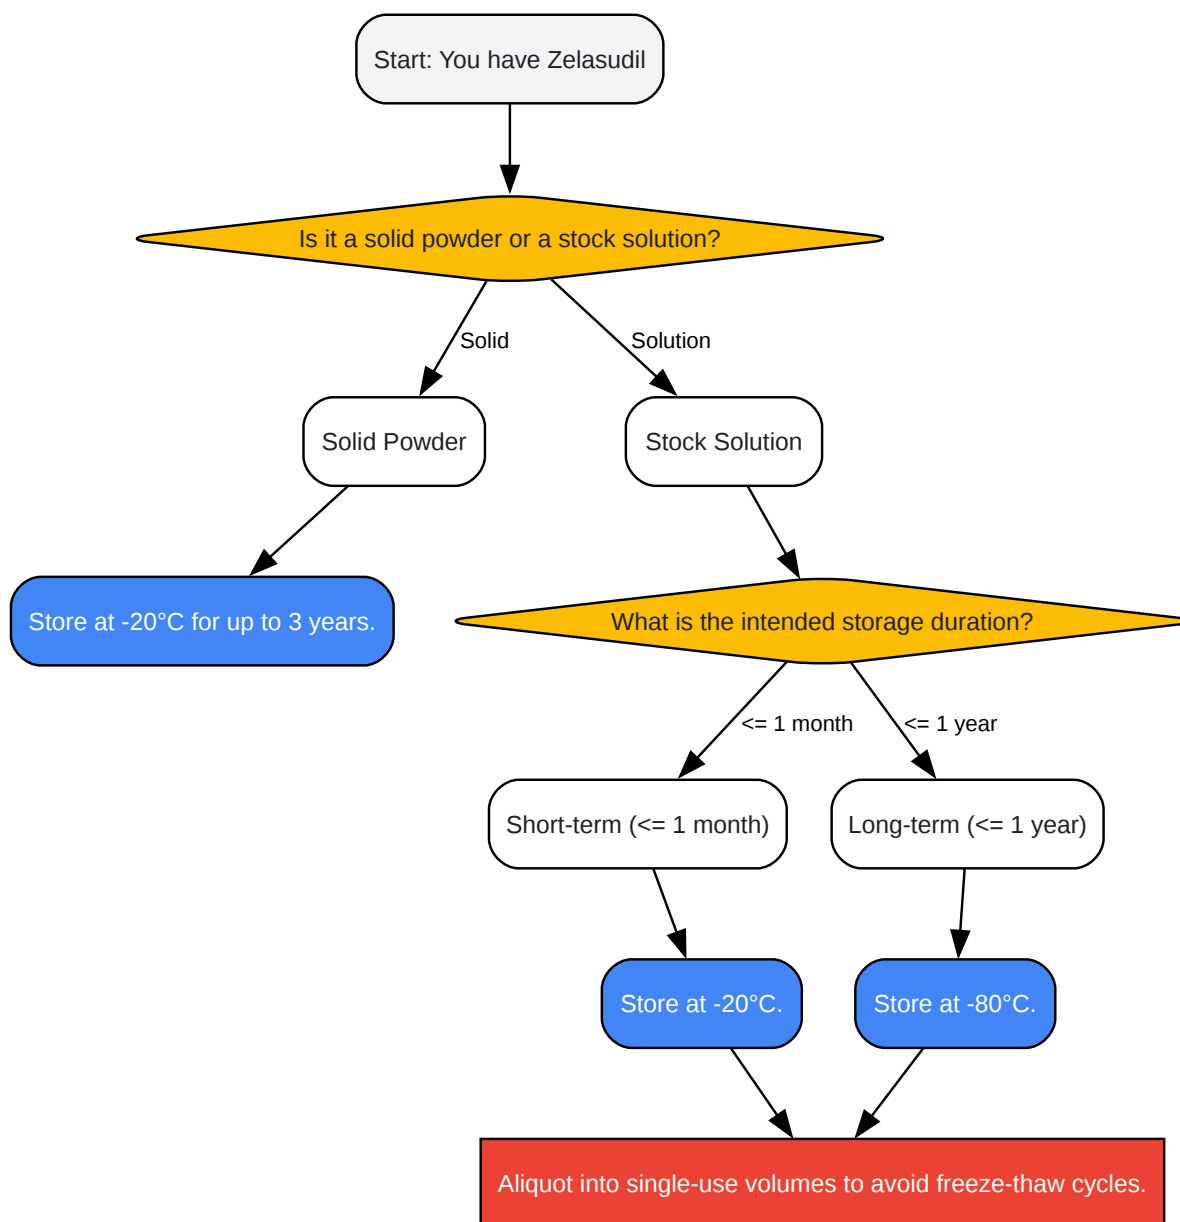 Start: You have Zelasudil
Is it a solid powder or a stock solution?
Solid
Solution
Solid Powder
Stock Solution
Store at -20°C for up to 3 years.
What is the intended storage duration?
<= 1 month
<= 1 year
Short-term (<= 1 month)
Long-term (<= 1 year)
Store at -20°C.
Store at -80°C.
Aliquot into single-use volumes to avoid freeze-thaw cycles.